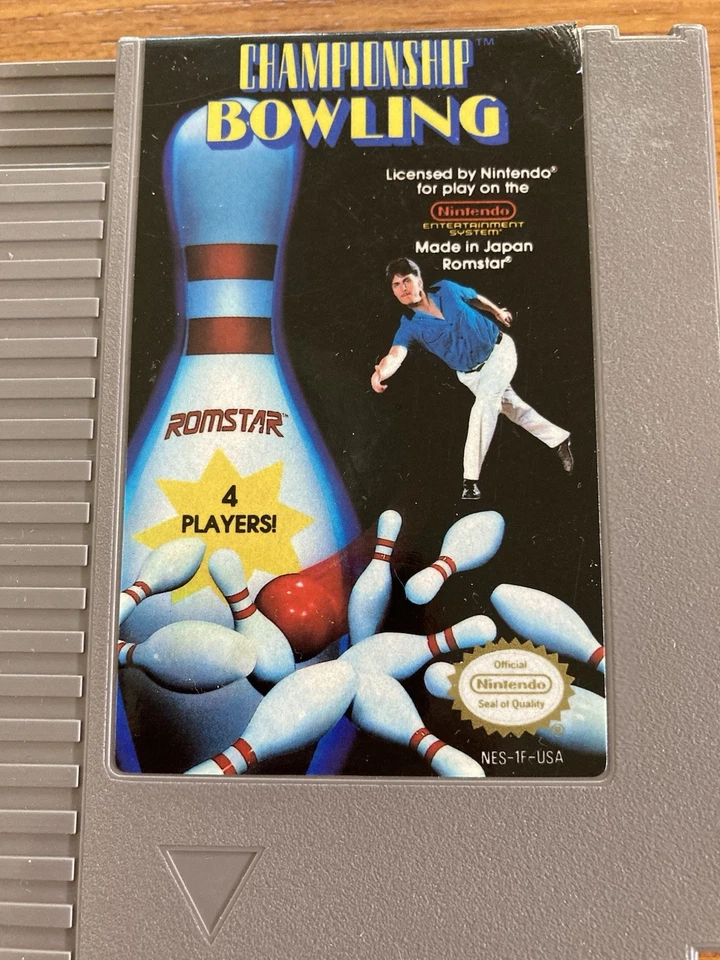 CHAMPIONSHIP™
BOWLING
Licensed by Nintendo®
for play on the
Nintendo
ENTERTAINMENT
SYSTEM®
Made in Japan
Romstar®
ROMSTAR™
4
PLAYERS!
Official
Nintendo
Seal of Quality
®
NES-1F-USA